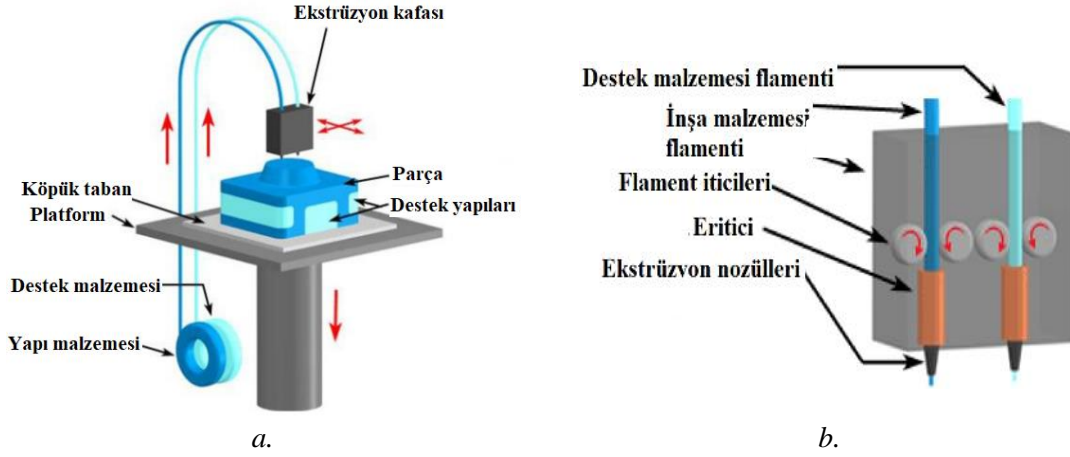 Ekstrüzyon kafası
Parça
Köpük taban
Destek yapıları
Platform
Destek malzemesi
Yapı malzemesi
a.
Destek malzemesi flamenti
İnşa malzemesi
flamenti
Flament iticileri
.Eritici
Ekstrüzvon nozülleri
b.